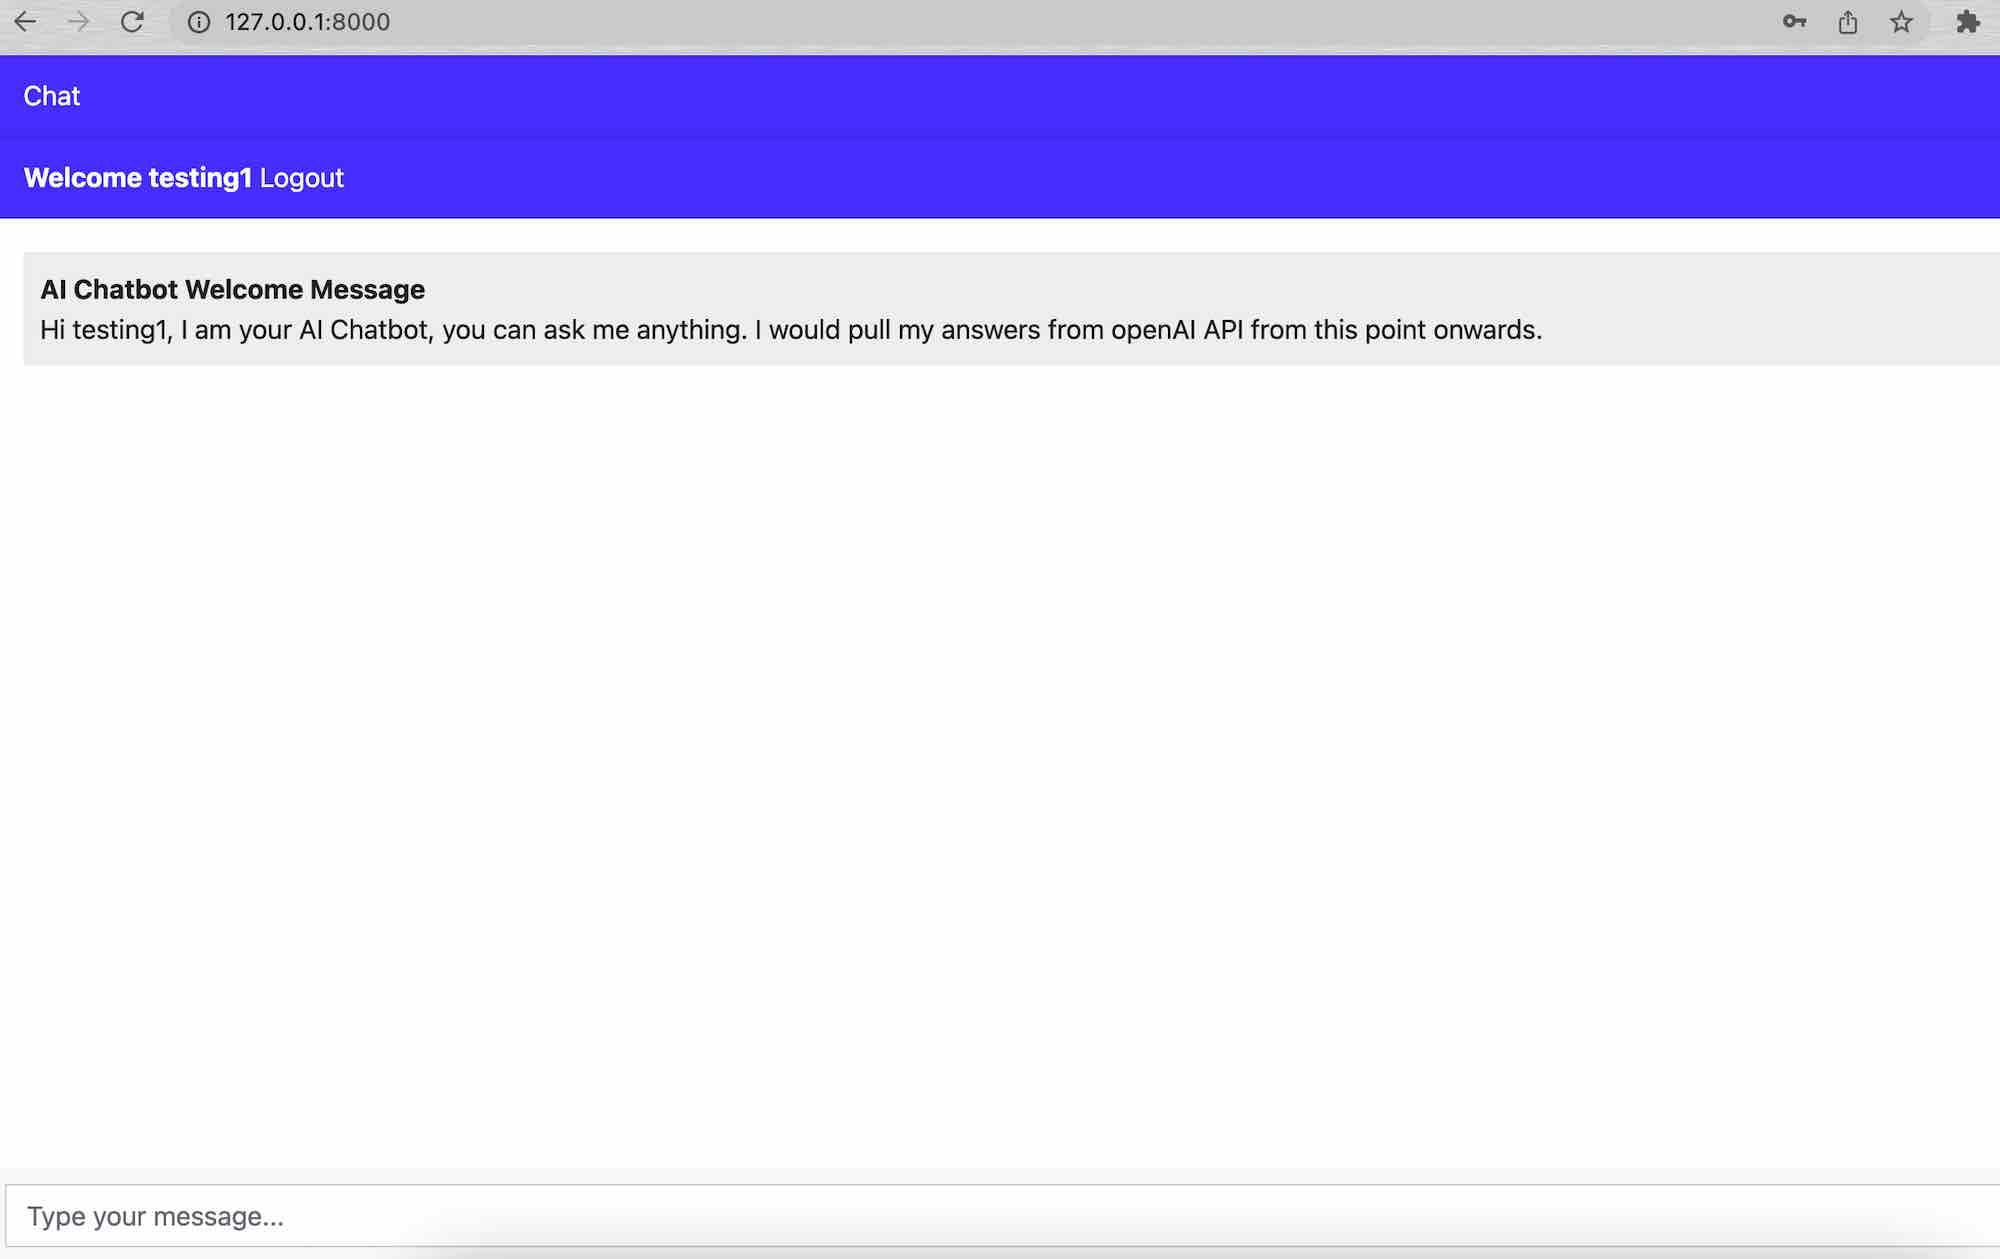 127.0.0.1:8000
Chat
Welcome testing1 Logout
AI Chatbot Welcome Message
Hi testing1, I am your AI Chatbot, you can ask me anything. I would pull my answers from openAI API from this point onwards.
Type your message...